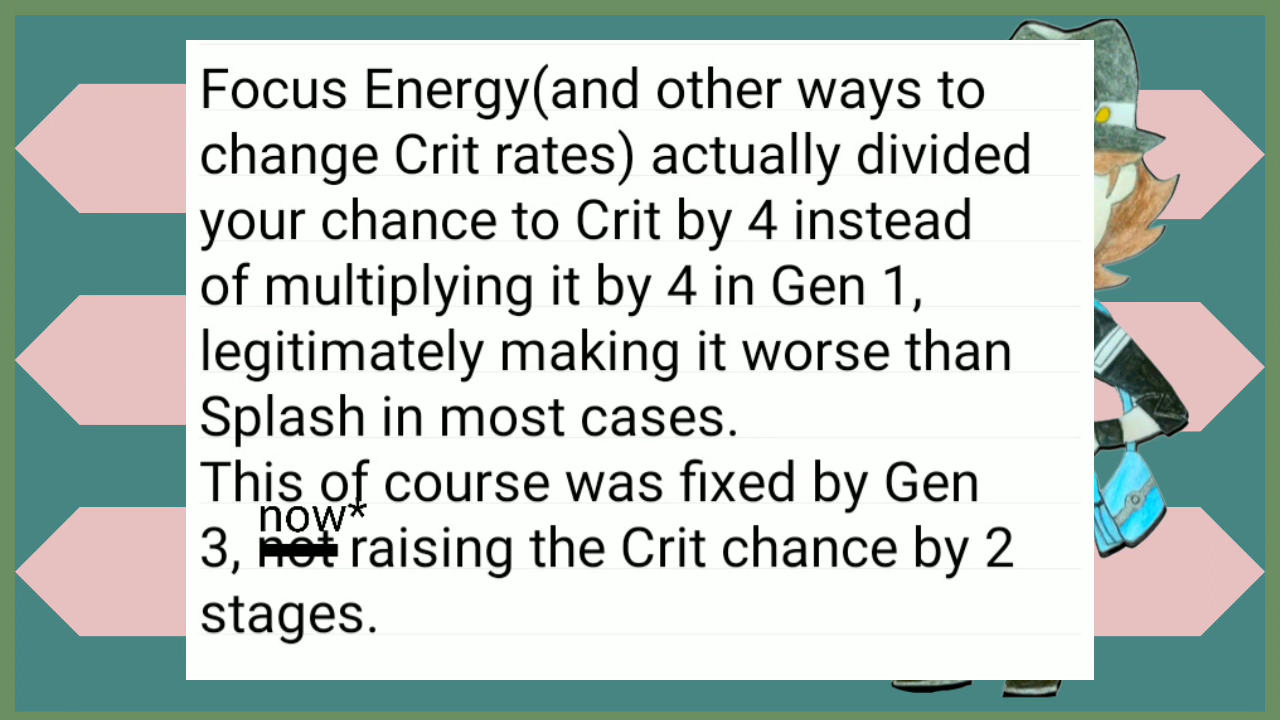 Focus Energy(and other ways to
change Crit rates) actually divided
your chance to Crit by 4 instead
of multiplying it by 4 in Gen 1,
legitimately making it worse than
Splash in most cases.
This of course was fixed by Gen
now*
3, not raising the Crit chance by 2
stages.